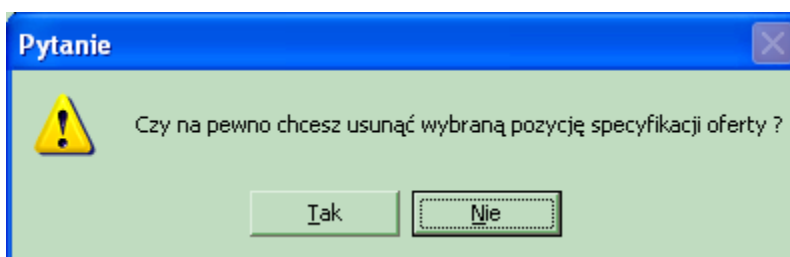 Pytanie
Czy na pewno chcesz usunąć wybraną pozycję specyfikacji oferty ?
Tak
Nie